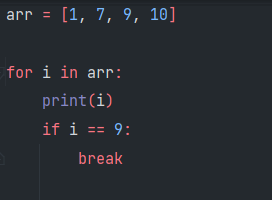 arr = [1, 7, 9, 10]
for i in arr:
    print(i)
    if i == 9:
        break